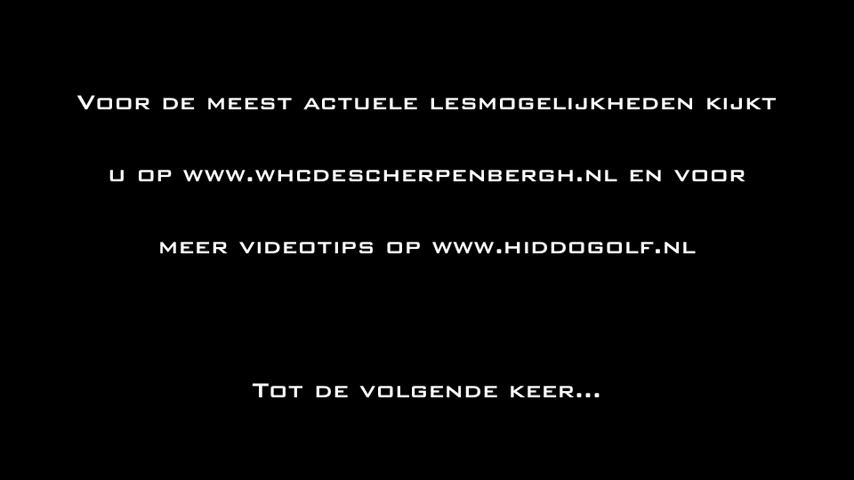 Voor de meest actuele lesmogelijkheden kijkt
u op www.whcdescherpenbergh.nl en voor
meer videotips op www.hiddogolf.nl
Tot de volgende keer...